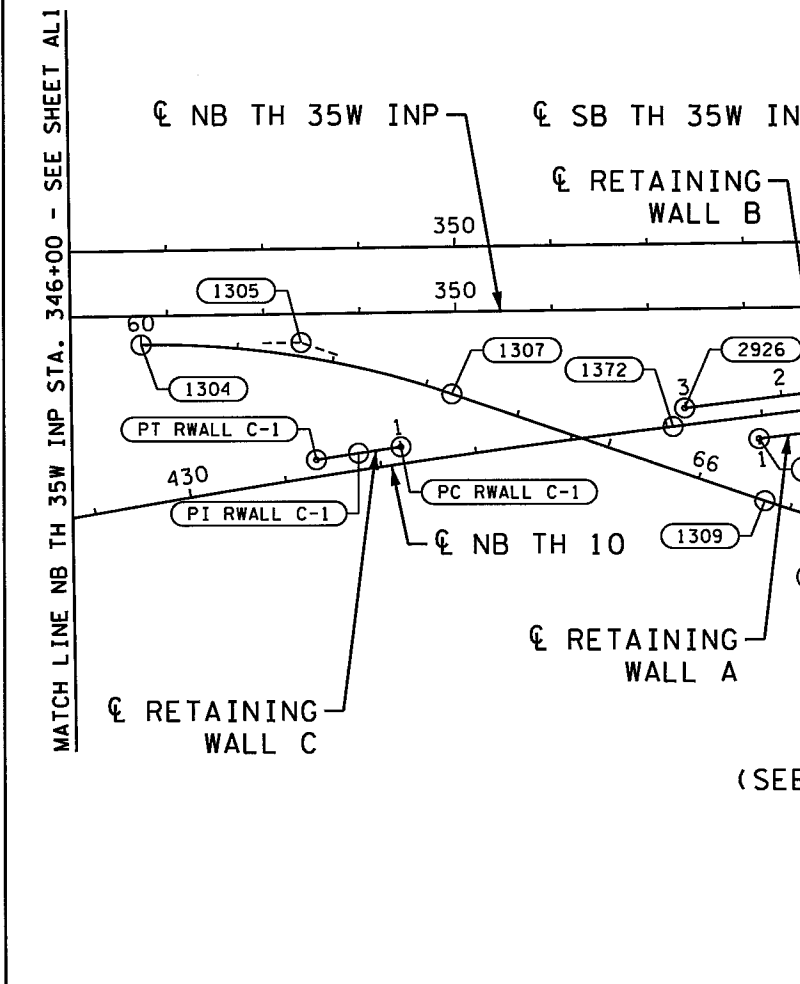 MATCH LINE NB TH 35W INP STA. 346+00 - SEE SHEET AL1
℄ NB TH 35W INP
℄ SB TH 35W IN
℄ RETAINING
WALL B
350
350
1305
60
1304
1307
1372
2926
3
2
PT RWALL C-1
1
1
430
66
PI RWALL C-1
PC RWALL C-1
℄ NB TH 10
1309
℄ RETAINING
WALL A
℄ RETAINING
WALL C
(SEE